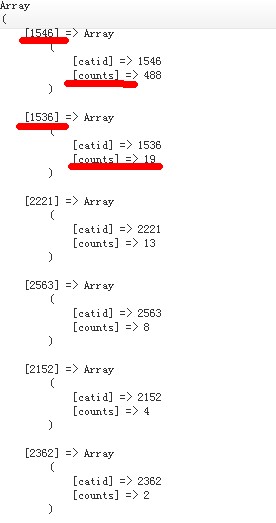 Array
(
[1546] => Array
(
[catid] => 1546
[counts] => 488
)
[1536] => Array
(
[catid] => 1536
[counts] => 19
)
[2221] => Array
(
[catid] => 2221
[counts] => 13
)
[2563] => Array
(
[catid] => 2563
[counts] => 8
)
[2152] => Array
(
[catid] => 2152
[counts] => 4
)
[2362] => Array
(
[catid] => 2362
[counts] => 2
)